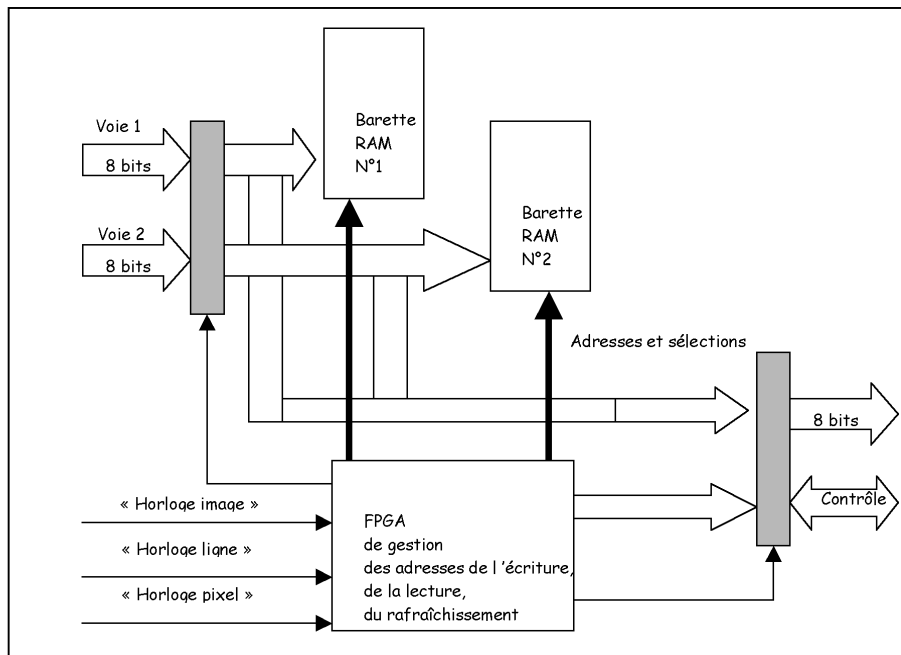 Barette
RAM
N°1
Voie 1
8 bits
Voie 2
8 bits
Barette
RAM
N°2
Adresses et sélections
8 bits
Contrôle
« Horloge image »
« Horloge ligne »
« Horloge pixel »
FPGA
de gestion
des adresses de l ’écriture,
de la lecture,
du rafraîchissement